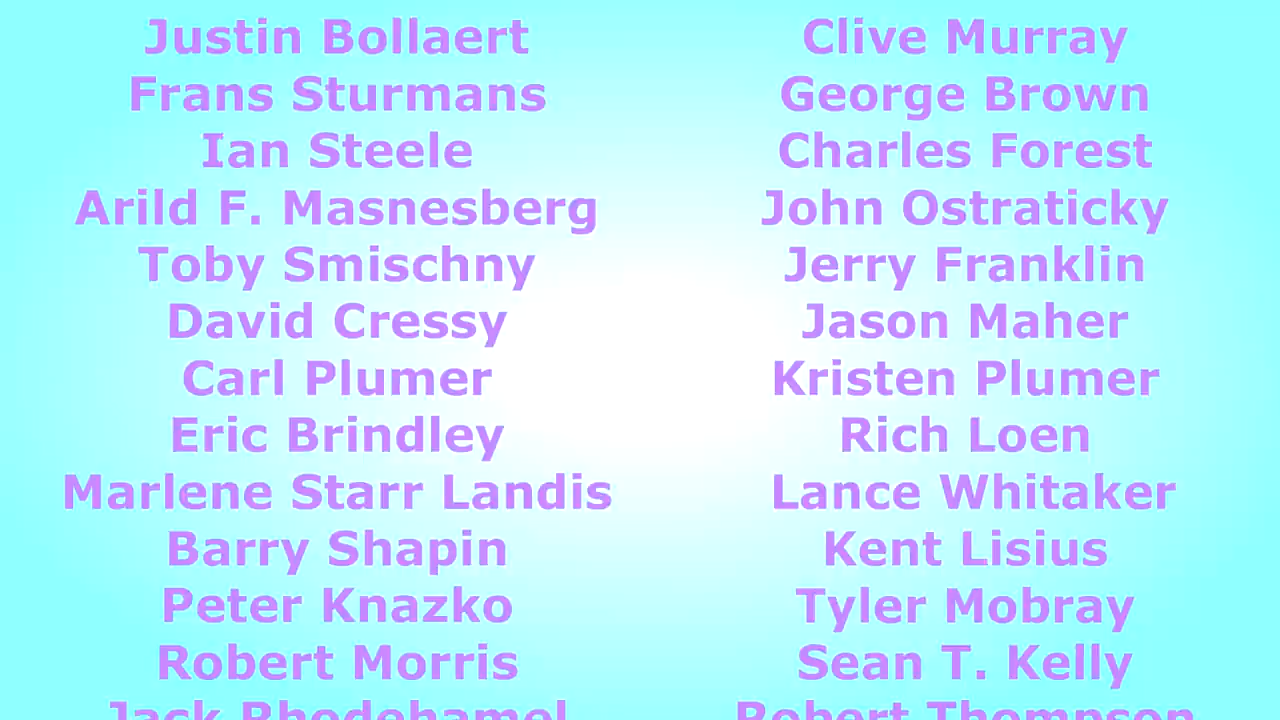 Justin Bollaert
Frans Sturmans
Ian Steele
Arild F. Masnesberg
Toby Smischny
David Cressy
Carl Plumer
Eric Brindley
Marlene Starr Landis
Barry Shapin
Peter Knazko
Robert Morris
Jack Rhodehamel
Clive Murray
George Brown
Charles Forest
John Ostraticky
Jerry Franklin
Jason Maher
Kristen Plumer
Rich Loen
Lance Whitaker
Kent Lisius
Tyler Mobray
Sean T. Kelly
Robert Thompson